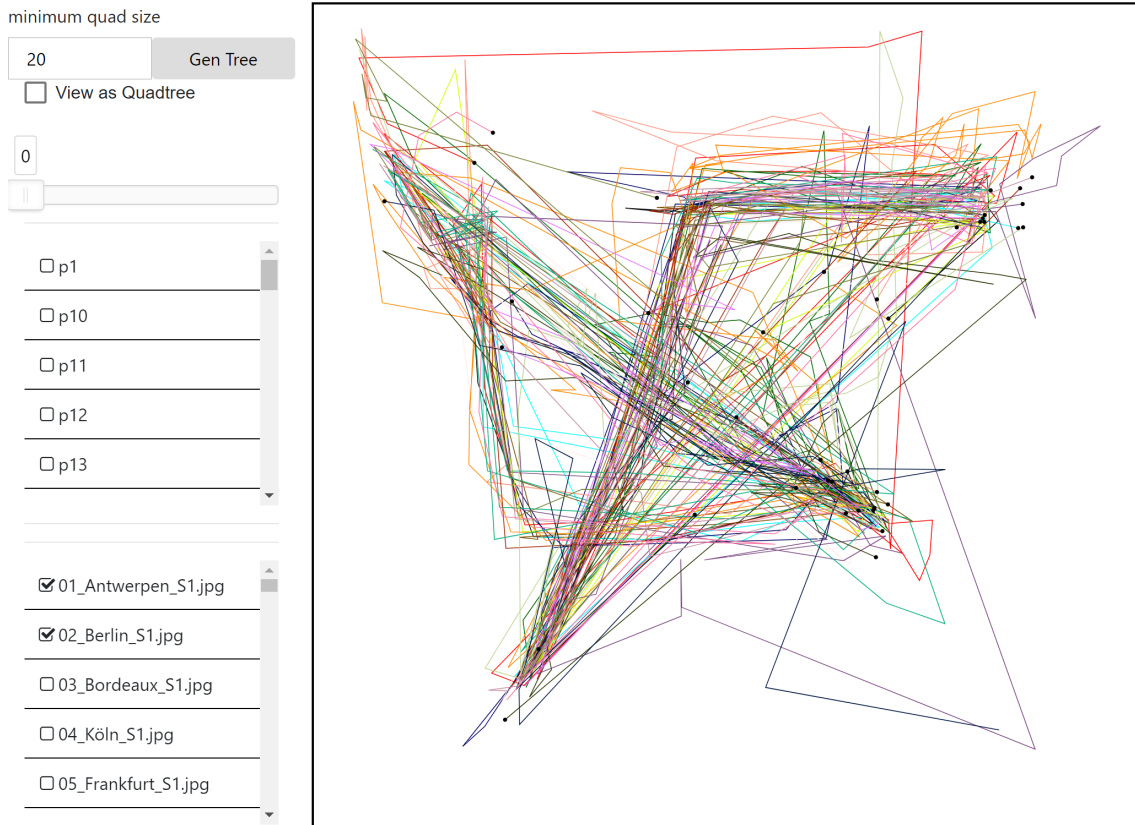 minimum quad size
20
Gen Tree
View as Quadtree
0
p1
p10
p11
p12
p13
01_Antwerpen_S1.jpg
02_Berlin_S1.jpg
03_Bordeaux_S1.jpg
04_Köln_S1.jpg
05_Frankfurt_S1.jpg